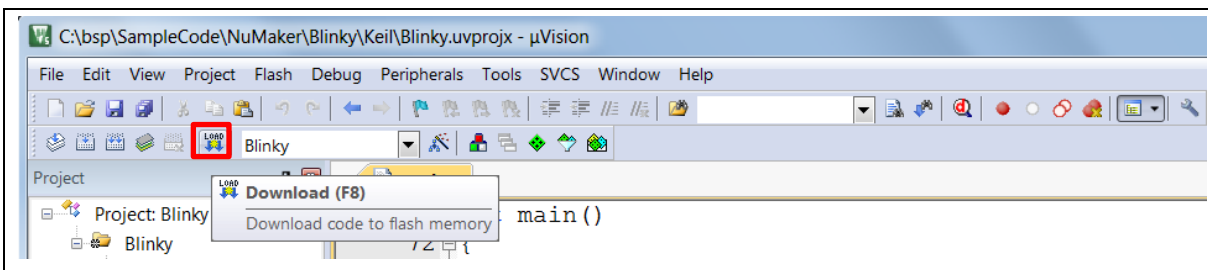 C:\bsp\SampleCode\NuMaker\Blinky\Keil\Blinky.uvprojx - µVision
File Edit View Project Flash Debug Peripherals Tools SVCS Window Help
LOAD Blinky
Project
LOAD Download (F8)
Project: Blinky
Download code to flash memory
main()
Blinky
72 {